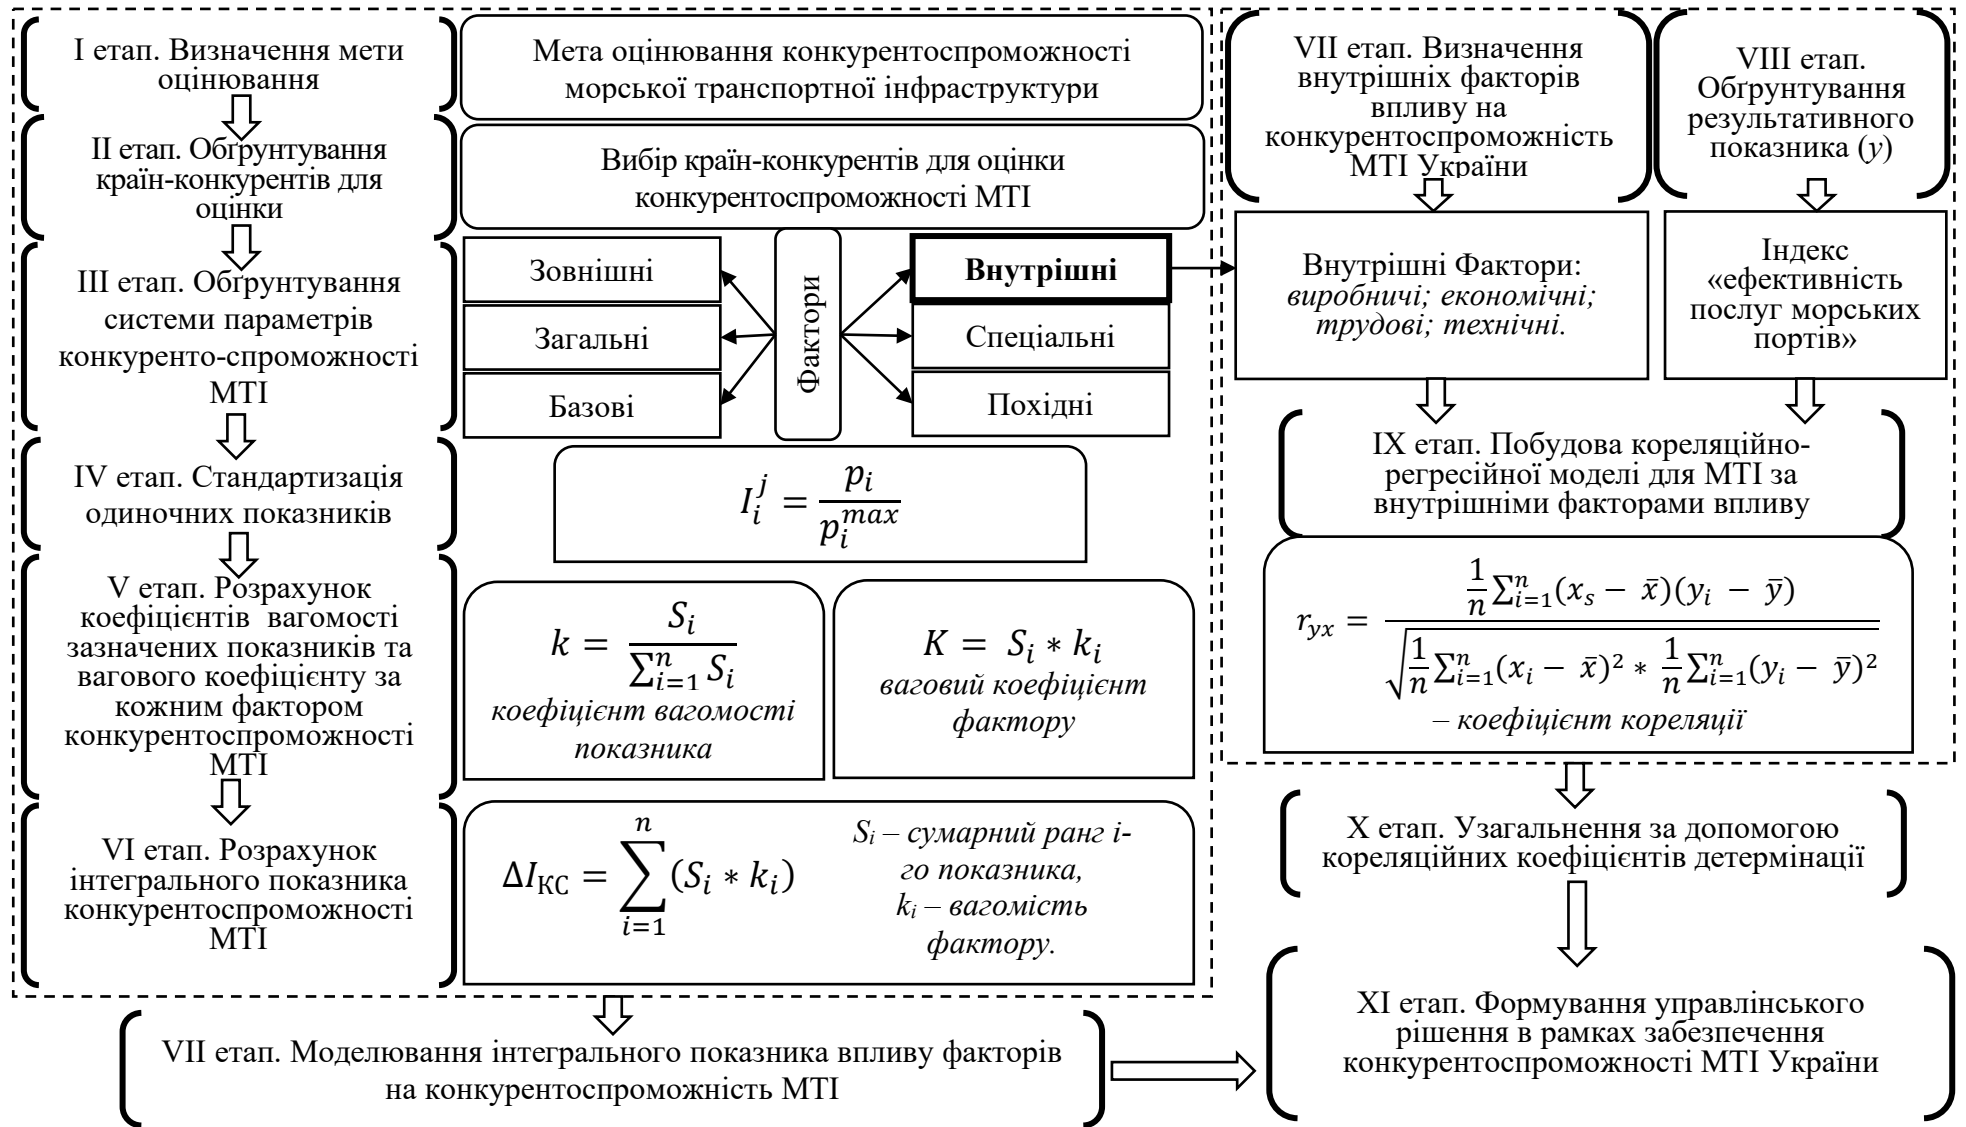 І етап. Визначення мети
оцінювання
Мета оцінювання конкурентоспроможності
морської транспортної інфраструктури
ІІ етап. Обґрунтування
країн-конкурентів для
оцінки
Вибір країн-конкурентів для оцінки
конкурентоспроможності МТІ
ІІІ етап. Обґрунтування
системи параметрів
конкуренто-спроможності
МТІ
Зовнішні
Загальні
Базові
Фактори
Внутрішні
Спеціальні
Похідні
IV етап. Стандартизація
одиночних показників
I_i^j = p_i / p_i^{max}
V етап. Розрахунок
коефіцієнтів вагомості
зазначених показників та
вагового коефіцієнту за
кожним фактором
конкурентоспроможності
МТІ
k = S_i / ∑_{i=1}^n S_i
коефіцієнт вагомості
показника
K = S_i * k_i
ваговий коефіцієнт
фактору
VI етап. Розрахунок
інтегрального показника
конкурентоспроможності
МТІ
ΔI_КС = ∑_{i=1}^n (S_i * k_i)
S_i – сумарний ранг і-
го показника,
k_i – вагомість
фактору.
VII етап. Моделювання інтегрального показника впливу факторів
на конкурентоспроможність МТІ
VII етап. Визначення
внутрішніх факторів
впливу на
конкурентоспроможність
МТІ України
VIII етап.
Обґрунтування
результативного
показника (y)
Внутрішні Фактори:
виробничі; економічні;
трудові; технічні.
Індекс
«ефективність
послуг морських
портів»
IX етап. Побудова кореляційно-
регресійної моделі для МТІ за
внутрішніми факторами впливу
r_{yx} = (1/n ∑_{i=1}^n (x_s − x̄)(y_i − ȳ)) / √(1/n ∑_{i=1}^n (x_i − x̄)² * 1/n ∑_{i=1}^n (y_i − ȳ)²)
– коефіцієнт кореляції
X етап. Узагальнення за допомогою
кореляційних коефіцієнтів детермінації
XI етап. Формування управлінського
рішення в рамках забезпечення
конкурентоспроможності МТІ України